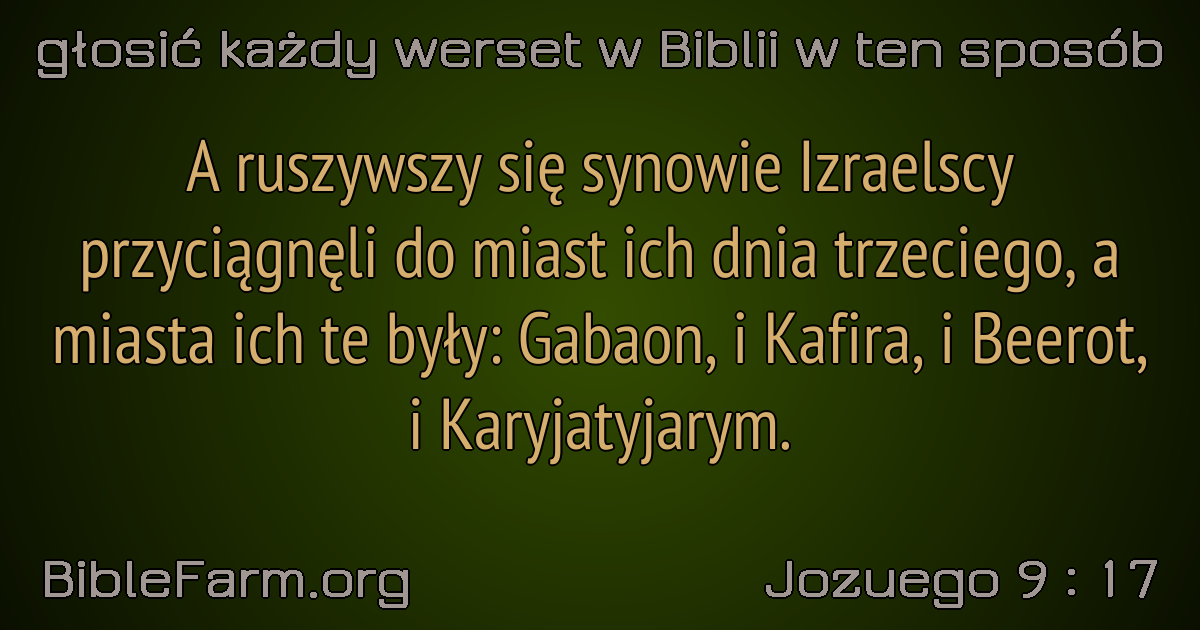 głosić każdy werset w Biblii w ten sposób
A ruszywszy się synowie Izraelscy
przyciągnęli do miast ich dnia trzeciego, a
miasta ich te były: Gabaon, i Kafira, i Beerot,
i Karyjatyjarym.
BibleFarm.org
Jozuego 9 : 17